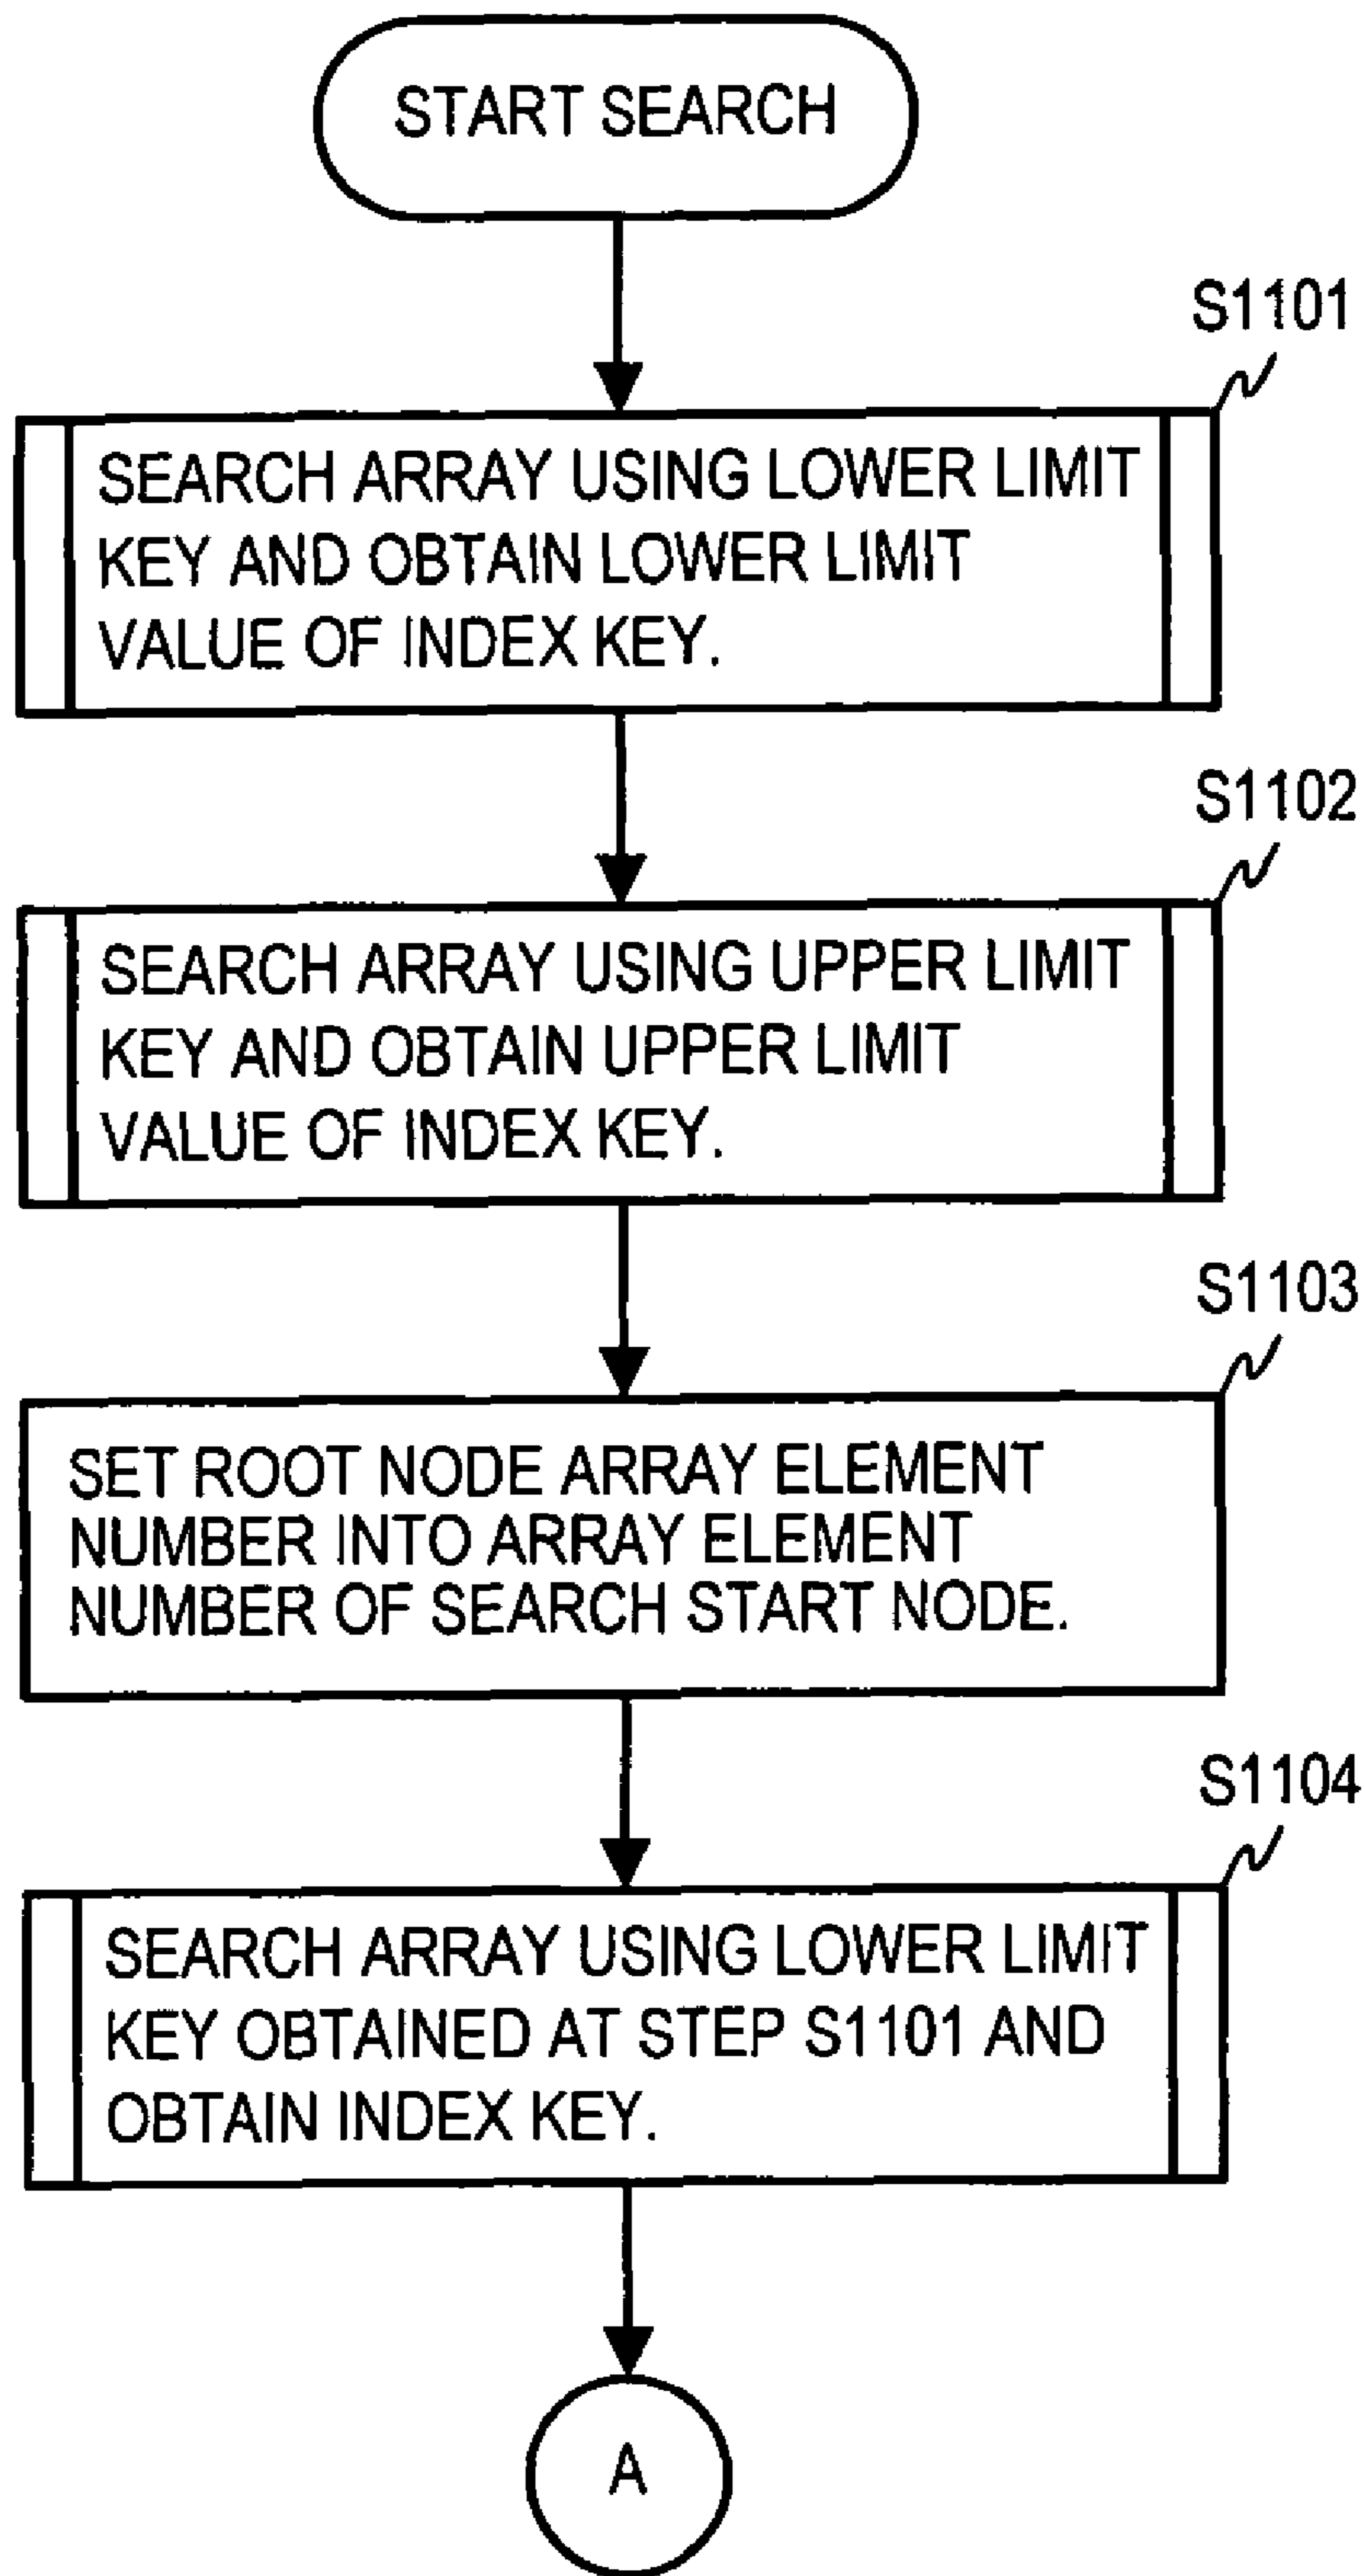 START SEARCH
S1101
SEARCH ARRAY USING LOWER LIMIT
KEY AND OBTAIN LOWER LIMIT
VALUE OF INDEX KEY.
S1102
SEARCH ARRAY USING UPPER LIMIT
KEY AND OBTAIN UPPER LIMIT
VALUE OF INDEX KEY.
S1103
SET ROOT NODE ARRAY ELEMENT
NUMBER INTO ARRAY ELEMENT
NUMBER OF SEARCH START NODE.
S1104
SEARCH ARRAY USING LOWER LIMIT
KEY OBTAINED AT STEP S1101 AND
OBTAIN INDEX KEY.
A